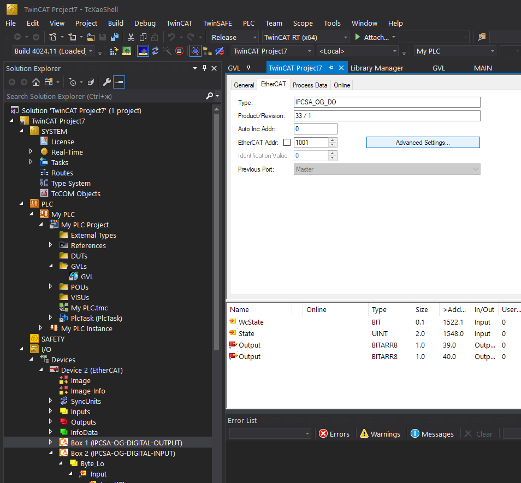 TwinCAT Project7 - TcXaeShell
File Edit View Project Build Debug TwinCAT TwinSAFE PLC Team Scope Tools Window Help
Release TwinCAT RT (x64) Attach...
Build 4024.11 (Loaded) TwinCAT Project7 <Local> My PLC
Solution Explorer
Search Solution Explorer (Ctrl+ж)
Solution 'TwinCAT Project7' (1 project)
TwinCAT Project7
SYSTEM
License
Real-Time
Tasks
Routes
Type System
TcCOM Objects
PLC
My PLC
My PLC Project
External Types
References
DUTs
GVLs
GVL
POUs
VISUs
My PLC.tmc
PlcTask (PlcTask)
My PLC Instance
SAFETY
I/O
Devices
Device 2 (EtherCAT)
Image
Image-Info
SyncUnits
Inputs
Outputs
InfoData
Box 1 (IPCSA-OG-DIGITAL-OUTPUT)
Box 2 (IPCSA-OG-DIGITAL-INPUT)
Byte_Lo
Input
GVL TwinCAT Project7 Library Manager GVL MAIN
General EtherCAT Process Data Online
Type: IPCSA_OG_DO
Product/Revision: 33 / 1
Auto Inc Addr: 0
EtherCAT Addr: 1001 Advanced Settings...
Identification Value: 0
Previous Port: Master
Name Online Type Size >Add... In/Out User...
WcState BIT 0.1 1522.1 Input 0
State UINT 2.0 1548.0 Input 0
Output BITARR8 1.0 39.0 Outp... 0
Output BITARR8 1.0 40.0 Outp... 0
Error List
Errors Warnings Messages Clear